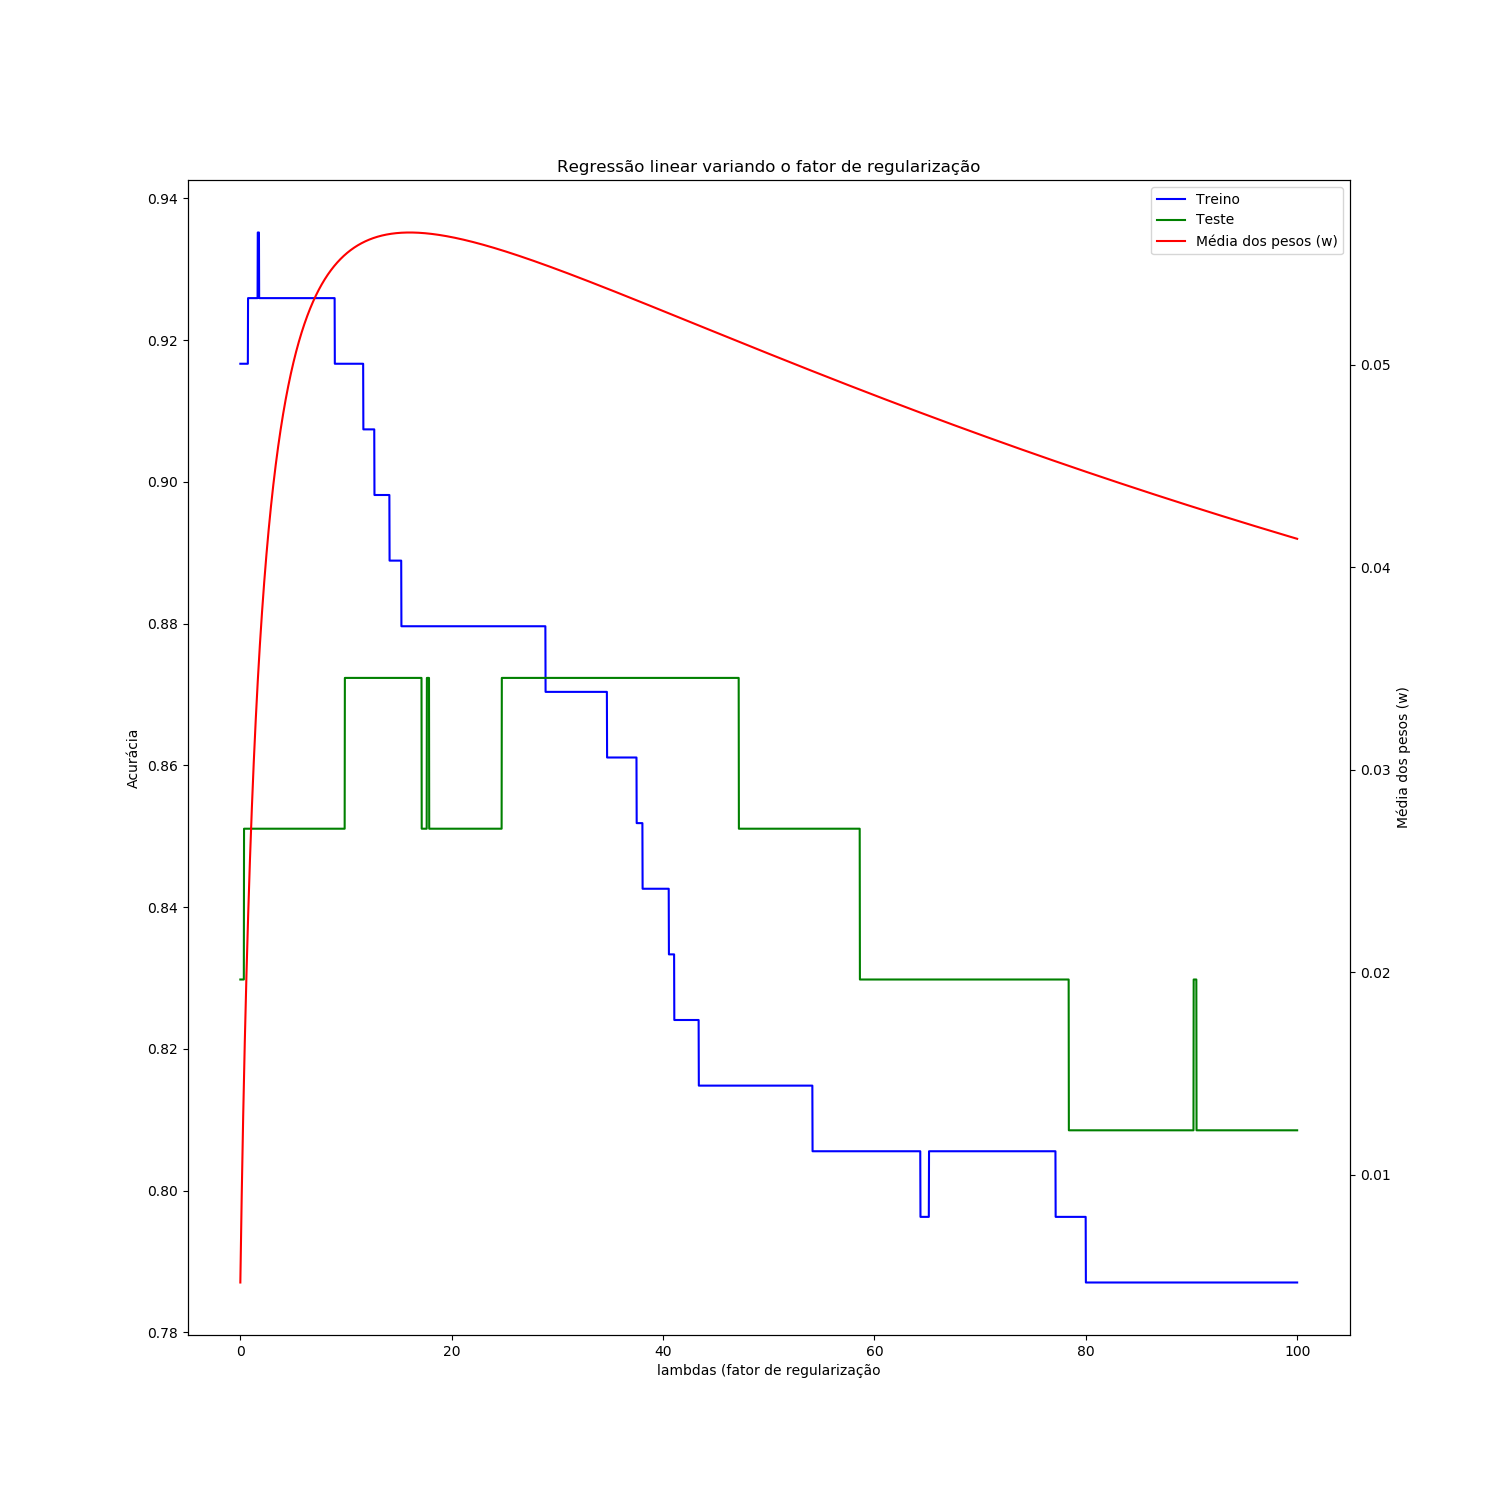 Regressão linear variando o fator de regularização
Treino
Teste
Média dos pesos (w)
0.94
0.92
0.90
0.88
0.86
0.84
0.82
0.80
0.78
Acurácia
0.05
0.04
0.03
0.02
0.01
Média dos pesos (w)
0 20 40 60 80 100
lambdas (fator de regularização